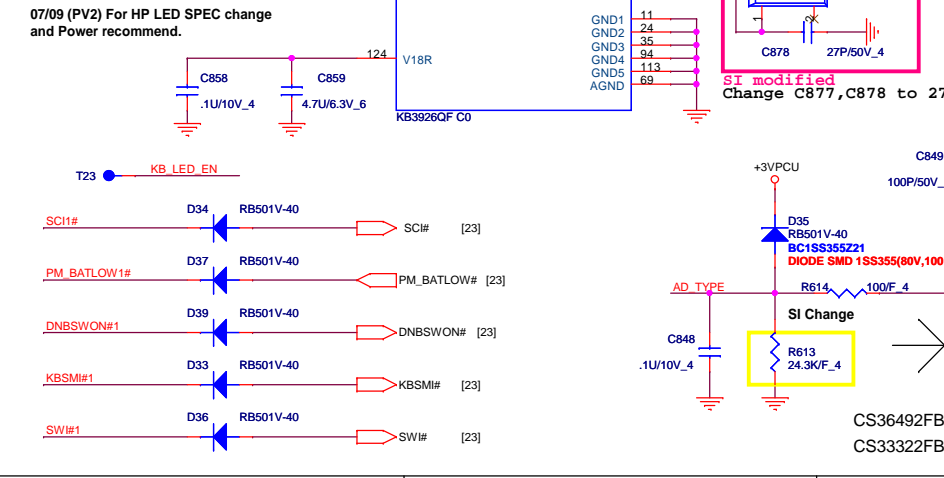 07/09 (PV2) For HP LED SPEC change
and Power recommend.
GND1 11
GND2 24
GND3 35
GND4 94
GND5 113
AGND 69
124 V18R
C858
.1U/10V_4
C859
4.7U/6.3V_6
KB3926QF C0
1
2
C878
27P/50V_4
SI modified
Change C877,C878 to 27
T23 KB_LED_EN
SCI1# D34 RB501V-40 SCI# [23]
PM_BATLOW1# D37 RB501V-40 PM_BATLOW# [23]
DNBSWON#1 D39 RB501V-40 DNBSWON# [23]
KBSMI#1 D33 RB501V-40 KBSMI# [23]
SWI#1 D36 RB501V-40 SWI# [23]
C849
100P/50V_
+3VPCU
D35
RB501V-40
BC1SS355Z21
DIODE SMD 1SS355(80V,100
AD_TYPE
R614 100/F_4
SI Change
C848
.1U/10V_4
R613
24.3K/F_4
CS36492FB
CS33322FB